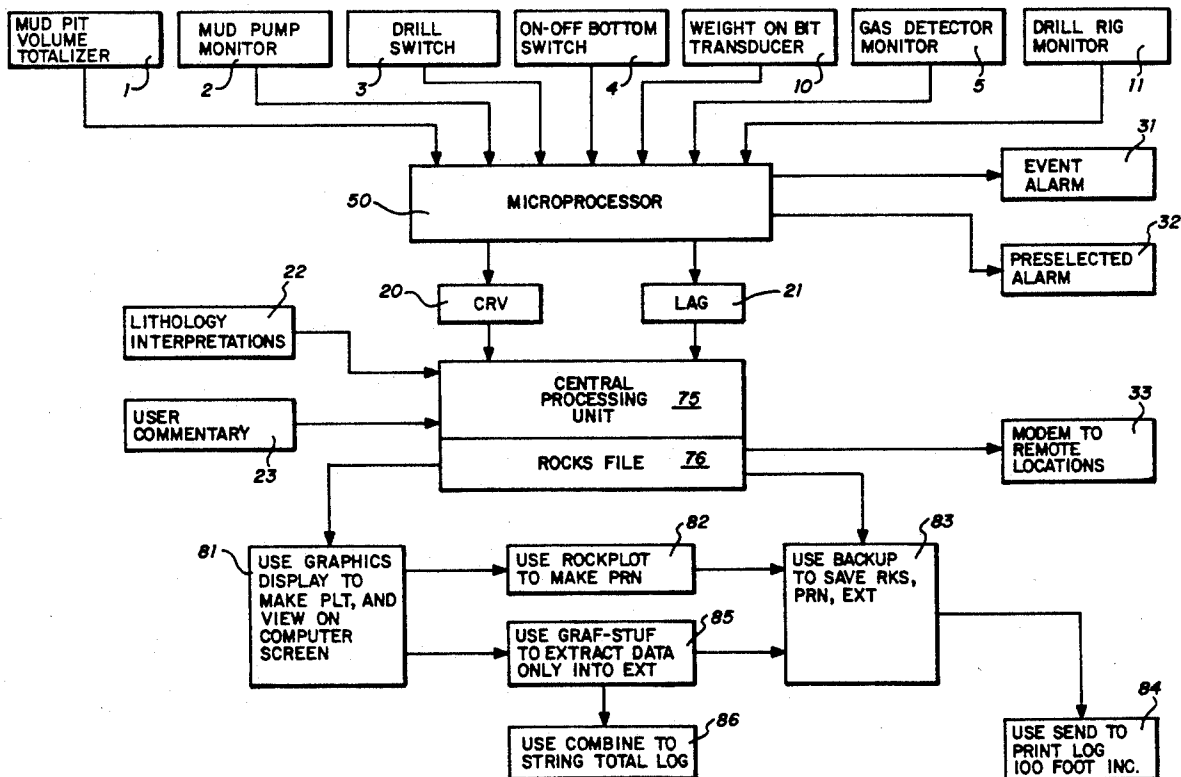 MUD PIT
VOLUME
TOTALIZER
1
MUD PUMP
MONITOR
2
DRILL
SWITCH
3
ON-OFF BOTTOM
SWITCH
4
WEIGHT ON BIT
TRANSDUCER
10
GAS DETECTOR
MONITOR
5
DRILL RIG
MONITOR
11
50
MICROPROCESSOR
31
EVENT
ALARM
32
PRESELECTED
ALARM
20
CRV
LAG
21
22
LITHOLOGY
INTERPRETATIONS
USER
COMMENTARY
23
CENTRAL
PROCESSING
UNIT
75
ROCKS FILE
76
33
MODEM TO
REMOTE
LOCATIONS
81
USE GRAPHICS
DISPLAY TO
MAKE PLT, AND
VIEW ON
COMPUTER
SCREEN
82
USE ROCKPLOT
TO MAKE PRN
85
USE GRAF-STUF
TO EXTRACT DATA
ONLY INTO EXT
86
USE COMBINE TO
STRING TOTAL LOG
83
USE BACKUP
TO SAVE RKS,
PRN, EXT
84
USE SEND TO
PRINT LOG
100 FOOT INC.